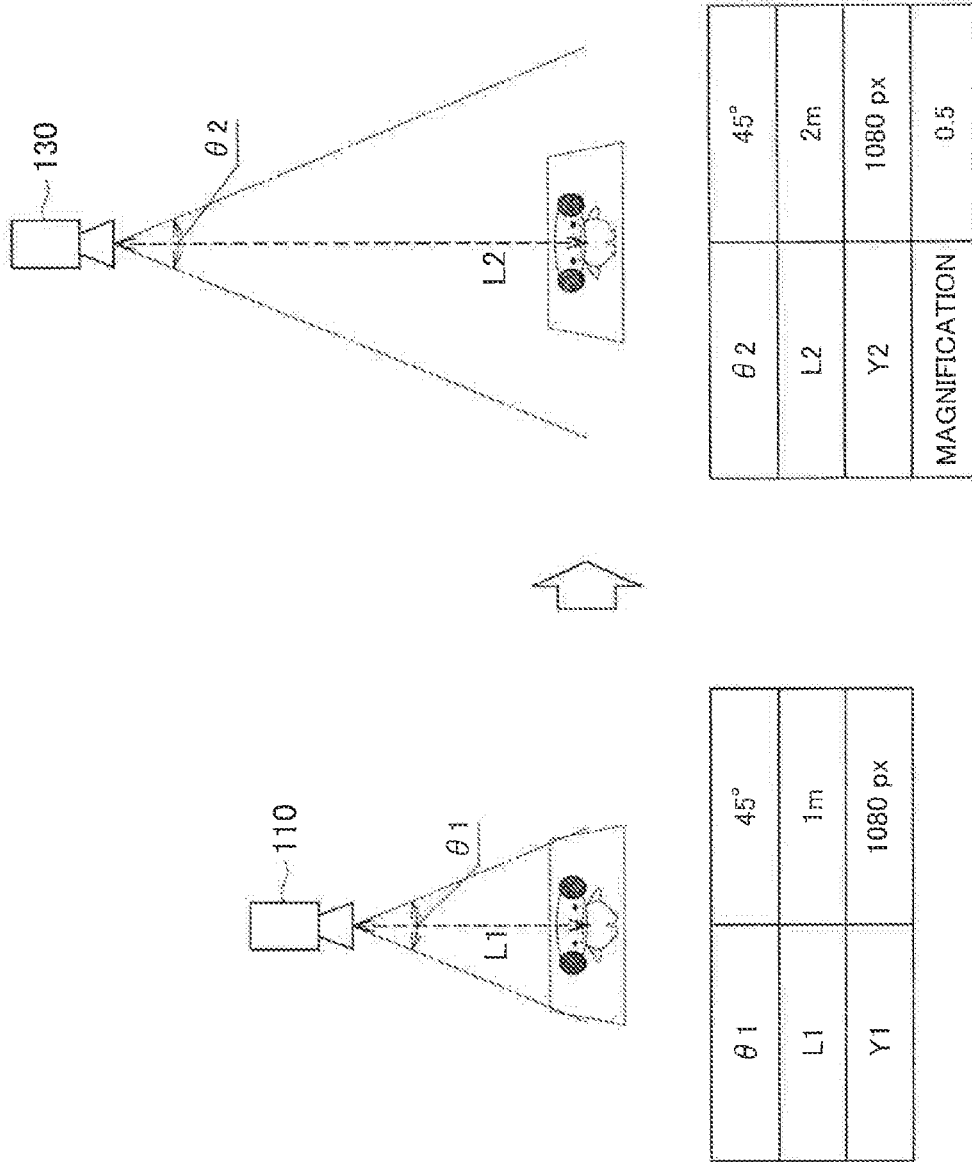 110
θ1
L1
θ1 45°
L1 1m
Y1 1080 px
130
θ2
L2
θ2 45°
L2 2m
Y2 1080 px
MAGNIFICATION 0.5